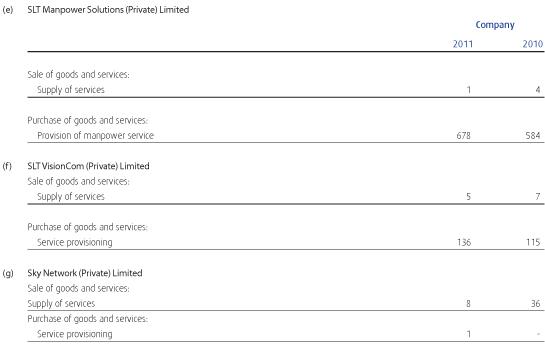 (e) SLT Manpower Solutions (Private) Limited
Company
2011 2010
Sale of goods and services:
Supply of services 1 4
Purchase of goods and services:
Provision of manpower service 678 584
(f) SLT VisionCom (Private) Limited
Sale of goods and services:
Supply of services 5 7
Purchase of goods and services:
Service provisioning 136 115
(g) Sky Network (Private) Limited
Sale of goods and services:
Supply of services 8 36
Purchase of goods and services:
Service provisioning 1 -